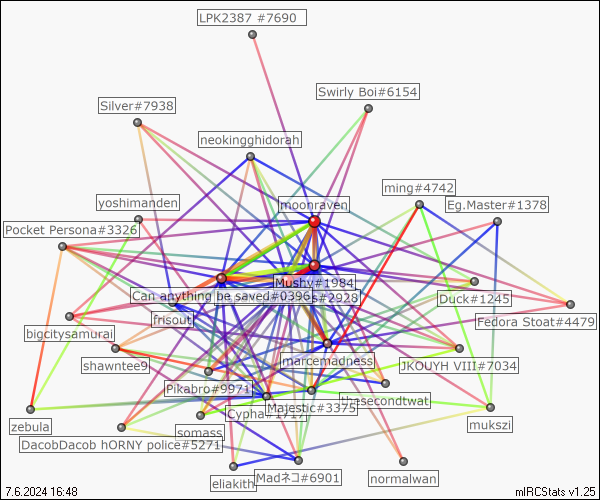 LPK2387 #7690
Swirly Boi#6154
Silver#7938
neokingghidorah
ming#4742
yoshimanden
moonraven
Eg.Master#1378
Pocket Persona#3326
Mushy#1984
Can anything be saved#0396
#2928
Duck#1245
frisout
Fedora Stoat#4479
bigcitysamurai
marcemadness
shawntee9
JKOUYH VIII#7034
Pikabro#9971
thasecondtwat
Majestic#3375
Cypha#1717
zebula
somass
mukszi
DacobDacob hORNY police#5271
eliakith
Madネコ#6901
normalwan
7.6.2024 16:48
mIRCStats v1.25